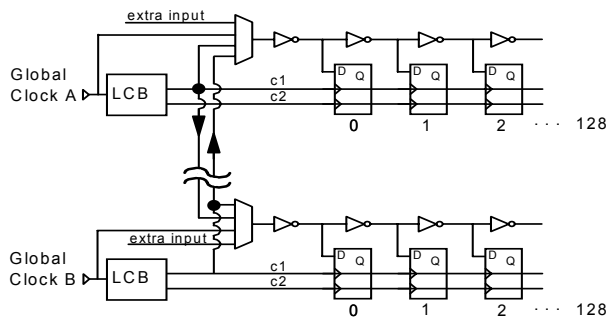 extra input
Global
Clock A
LCB
c1
c2
D Q
D Q
D Q
0 1 2 · · · 128
extra input
Global
Clock B
LCB
c1
c2
D Q
D Q
D Q
0 1 2 · · · 128